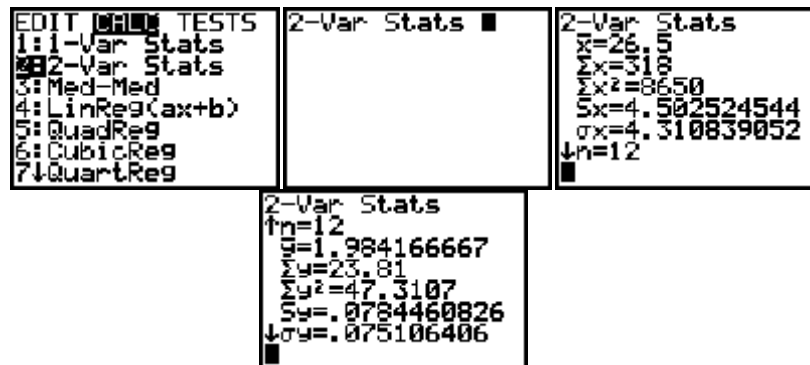 EDIT CALC TESTS
1:1-Var Stats
2:2-Var Stats
3:Med-Med
4:LinReg(ax+b)
5:QuadReg
6:CubicReg
7↓QuartReg
2-Var Stats
2-Var Stats
x̄=26.5
Σx=318
Σx²=8650
Sx=4.502524544
σx=4.310839052
↓n=12
2-Var Stats
↑n=12
ȳ=1.984166667
Σy=23.81
Σy²=47.3107
Sy=.0784460826
↓σy=.075106406